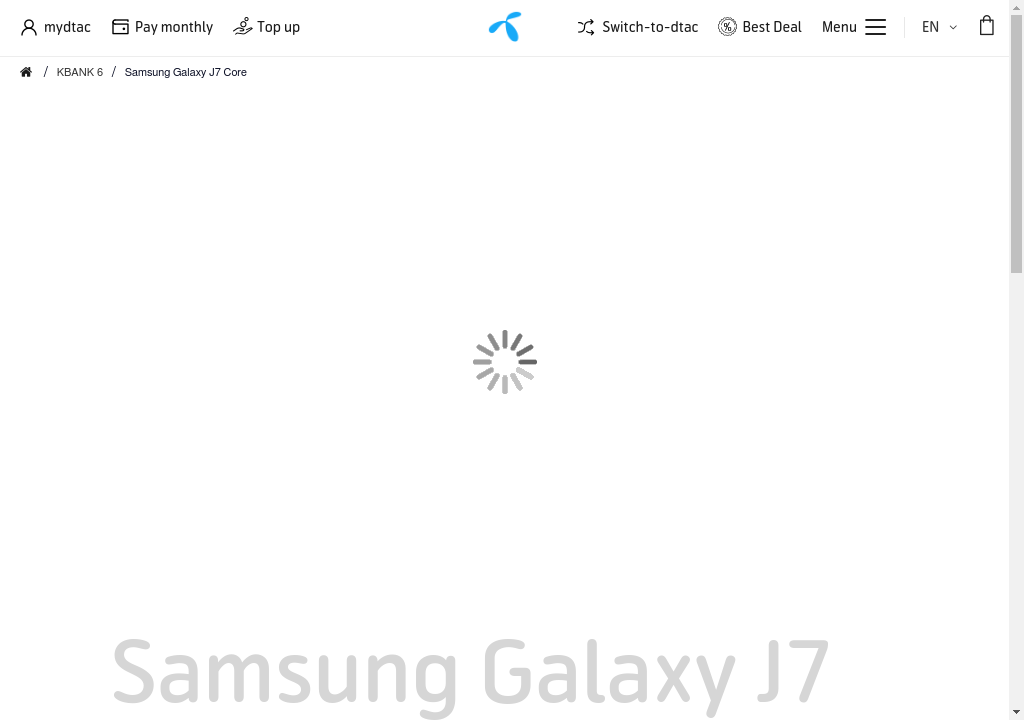 mydtac Pay monthly Top up Switch-to-dtac Best Deal Menu EN
/ KBANK 6 / Samsung Galaxy J7 Core
Samsung Galaxy J7